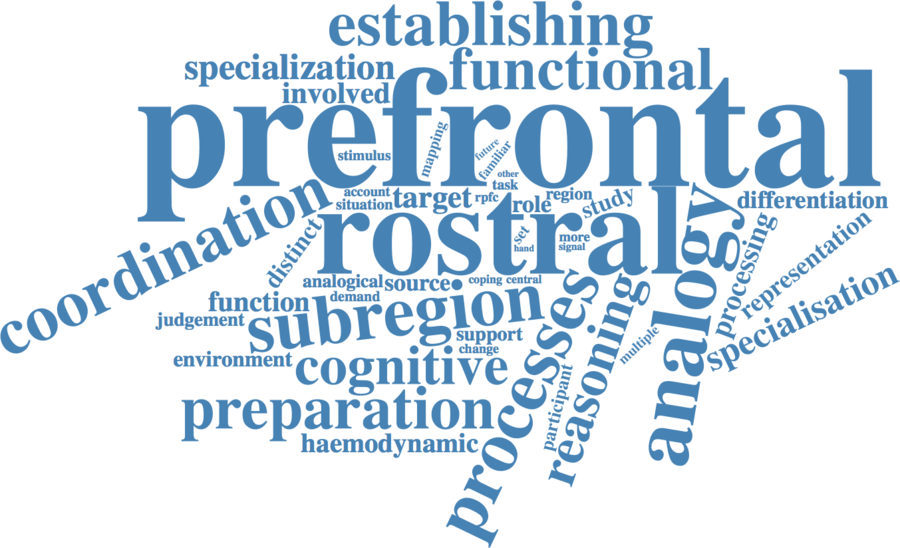 establishing
specialization
functional
involved
prefrontal
stimulus
mapping
future
familiar
other
task
account
situation
target
rpfc
role
region
study
differentiation
coordination
rostral
distinct
set
hand
more
signal
analogy
processing
representation
analogical
source
coping
central
function
demand
subregion
judgement
support
change
processes
reasoning
multiple
specialisation
environment
cognitive
participant
preparation
haemodynamic